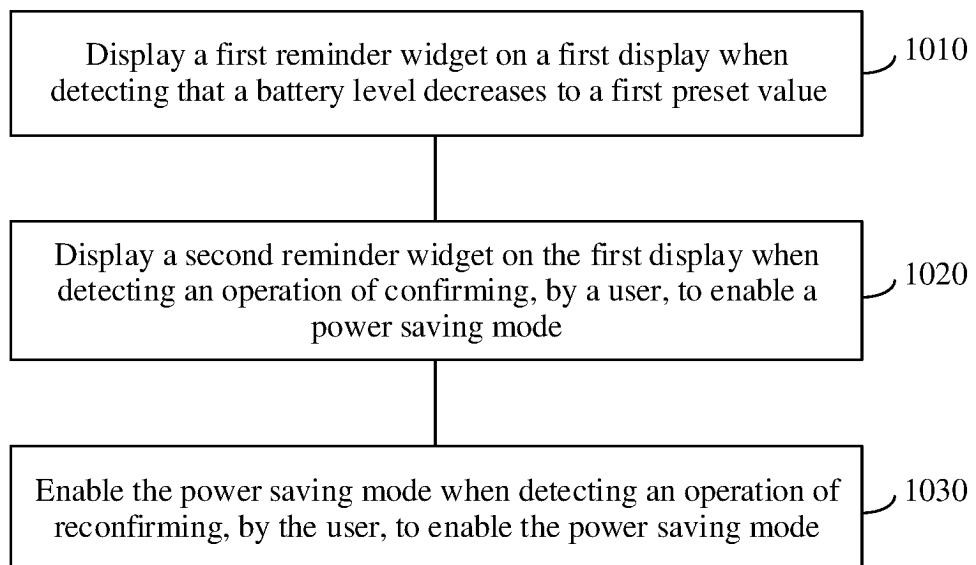 Display a first reminder widget on a first display when
detecting that a battery level decreases to a first preset value
1010
Display a second reminder widget on the first display when
detecting an operation of confirming, by a user, to enable a
power saving mode
1020
Enable the power saving mode when detecting an operation of
reconfirming, by the user, to enable the power saving mode
1030